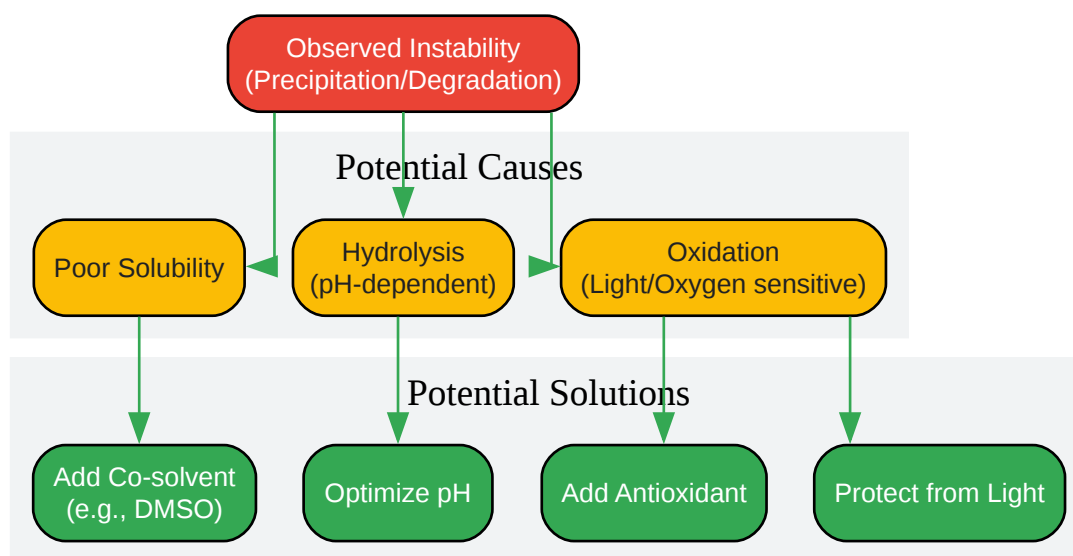 Observed Instability
(Precipitation/Degradation)
Potential Causes
Poor Solubility
Hydrolysis
(pH-dependent)
Oxidation
(Light/Oxygen sensitive)
Potential Solutions
Add Co-solvent
(e.g., DMSO)
Optimize pH
Add Antioxidant
Protect from Light